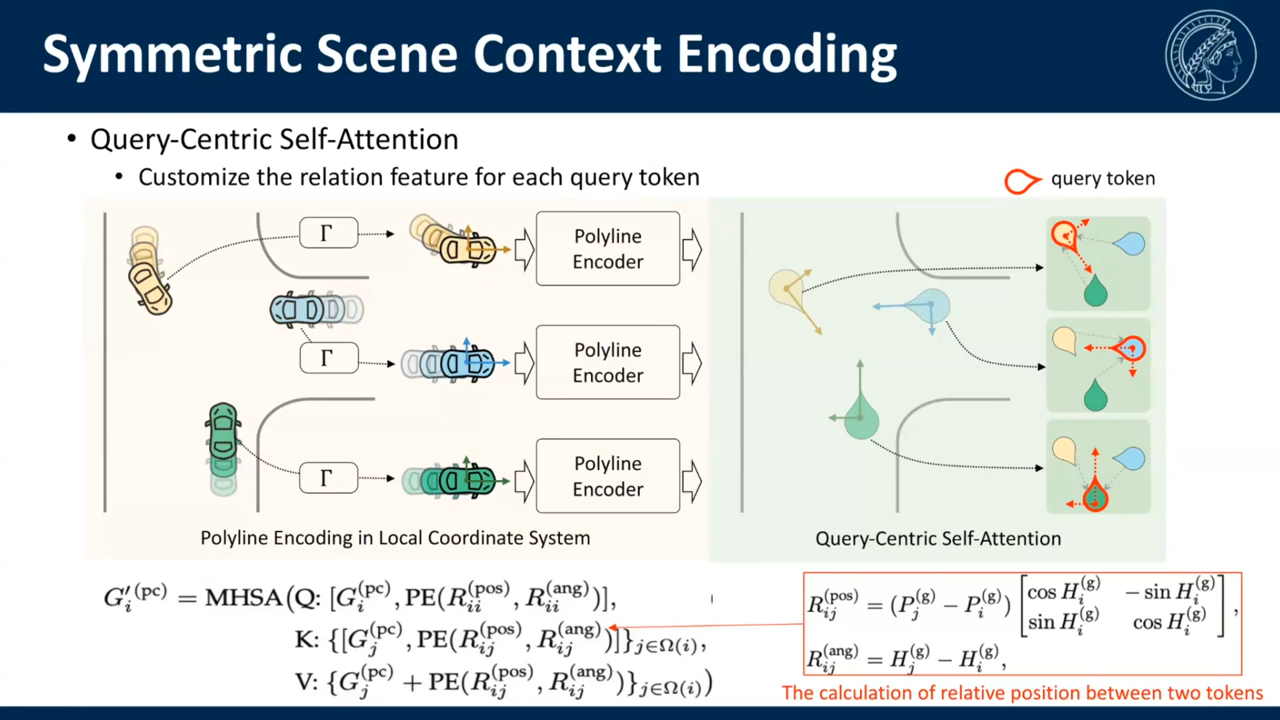 Symmetric Scene Context Encoding
• Query-Centric Self-Attention
• Customize the relation feature for each query token
query token
Γ
Polyline
Encoder
Γ
Polyline
Encoder
Γ
Polyline
Encoder
Polyline Encoding in Local Coordinate System
Query-Centric Self-Attention
G′_i^(pc) = MHSA(Q: [G_i^(pc), PE(R_ii^(pos), R_ii^(ang))],
K: {[G_j^(pc), PE(R_ij^(pos), R_ij^(ang))]}_{j∈Ω(i)},
V: {G_j^(pc) + PE(R_ij^(pos), R_ij^(ang))}_{j∈Ω(i)})
R_ij^(pos) = (P_j^(g) − P_i^(g)) [cos H_i^(g) − sin H_i^(g)
sin H_i^(g) cos H_i^(g)],
R_ij^(ang) = H_j^(g) − H_i^(g),
The calculation of relative position between two tokens